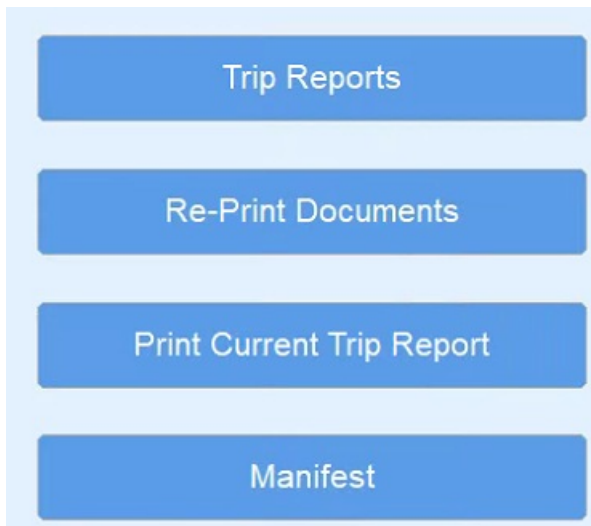 Trip Reports
Re-Print Documents
Print Current Trip Report
Manifest